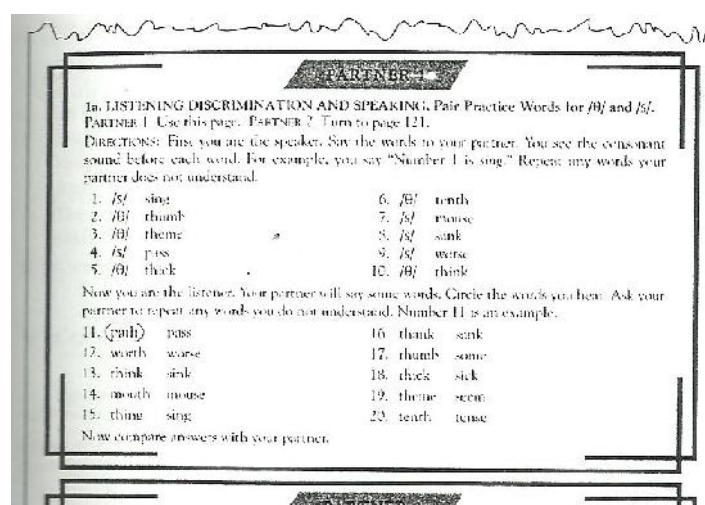 PARTNER 1
1a. LISTENING DISCRIMINATION AND SPEAKING. Pair Practice Words for /θ/ and /s/.
PARTNER 1. Use this page. PARTNER 2. Turn to page 121.
DIRECTIONS: First you are the speaker. Say the words to your partner. You see the consonant
sound before each word. For example, you say "Number 1 is sing." Repeat any words your
partner does not understand.
1. /s/ sing
2. /θ/ thumb
3. /θ/ theme
4. /s/ pass
5. /θ/ thick
6. /θ/ tenth
7. /s/ mouse
8. /s/ sank
9. /s/ worse
10. /θ/ think
Now you are the listener. Your partner will say some words. Circle the words you hear. Ask your
partner to repeat any words you do not understand. Number 11 is an example.
11. path pass
12. worth worse
13. think sink
14. mouth mouse
15. thing sing
16. thank sank
17. thumb some
18. thick sick
19. theme seem
20. tenth tense
Now compare answers with your partner.
PARTNER